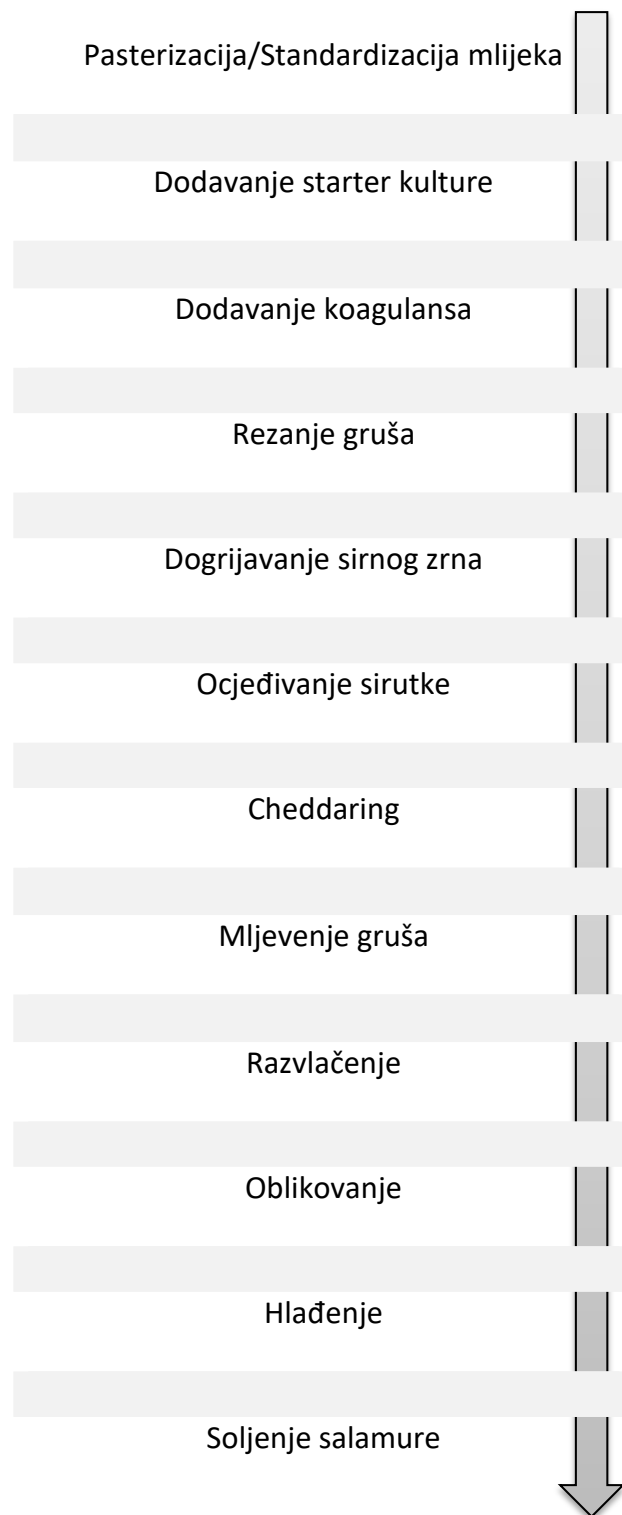 Pasterizacija/Standardizacija mlijeka
Dodavanje starter kulture
Dodavanje koagulansa
Rezanje gruša
Dogrijavanje sirnog zrna
Ocjeđivanje sirutke
Cheddaring
Mljevenje gruša
Razvlačenje
Oblikovanje
Hlađenje
Soljenje salamure